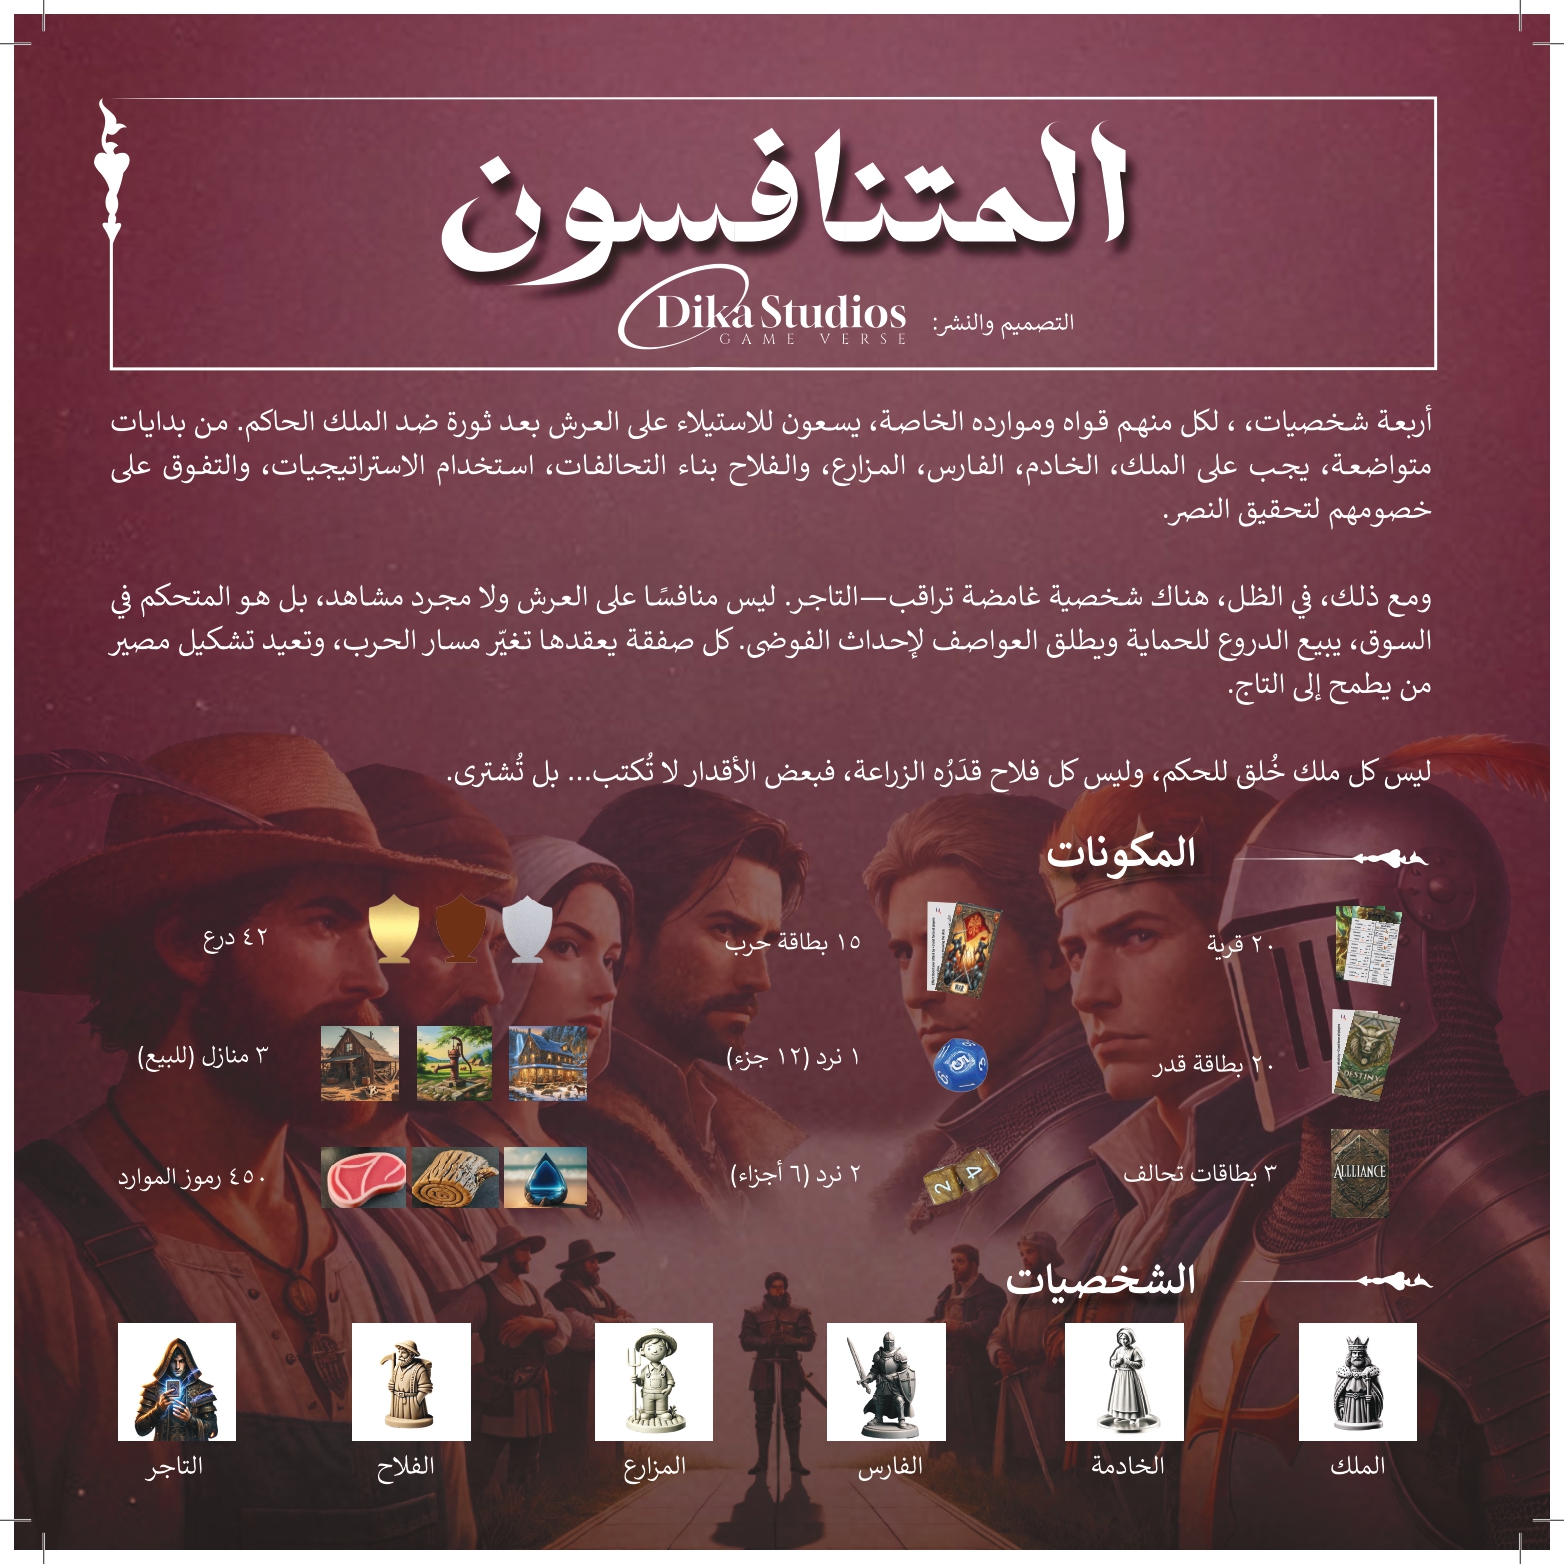 المتنافسون
التصميم والنشر: Dika Studios
GAME VERSE
أربعة شخصيات، ، لكل منهم قواه وموارده الخاصة، يسعون للاستيلاء على العرش بعد ثورة ضد الملك الحاكم. من بدايات
متواضعة، يجب على الملك، الخادم، الفارس، المزارع، والفلاح بناء التحالفات، استخدام الاستراتيجيات، والتفوق على
خصومهم لتحقيق النصر.
ومع ذلك، في الظل، هناك شخصية غامضة تراقب—التاجر. ليس منافسًا على العرش ولا مجرد مشاهد، بل هو المتحكم في
السوق، يبيع الدروع للحماية ويطلق العواصف لإحداث الفوضى. كل صفقة يعقدها تغيّر مسار الحرب، وتعيد تشكيل مصير
من يطمح إلى التاج.
ليس كل ملك خُلق للحكم، وليس كل فلاح قدَرُه الزراعة، فبعض الأقدار لا تُكتب... بل تُشترى.
المكونات
٢٠ قرية
WAR
١٥ بطاقة حرب
٤٢ درع
DESTINY
٢٠ بطاقة قدر
5
١ نرد (١٢ جزء)
٣ منازل (للبيع)
ALLLIANCE
٣ بطاقات تحالف
2 4
٢ نرد (٦ أجزاء)
٤٥٠ رموز الموارد
الشخصيات
الملك
الخادمة
الفارس
المزارع
الفلاح
التاجر